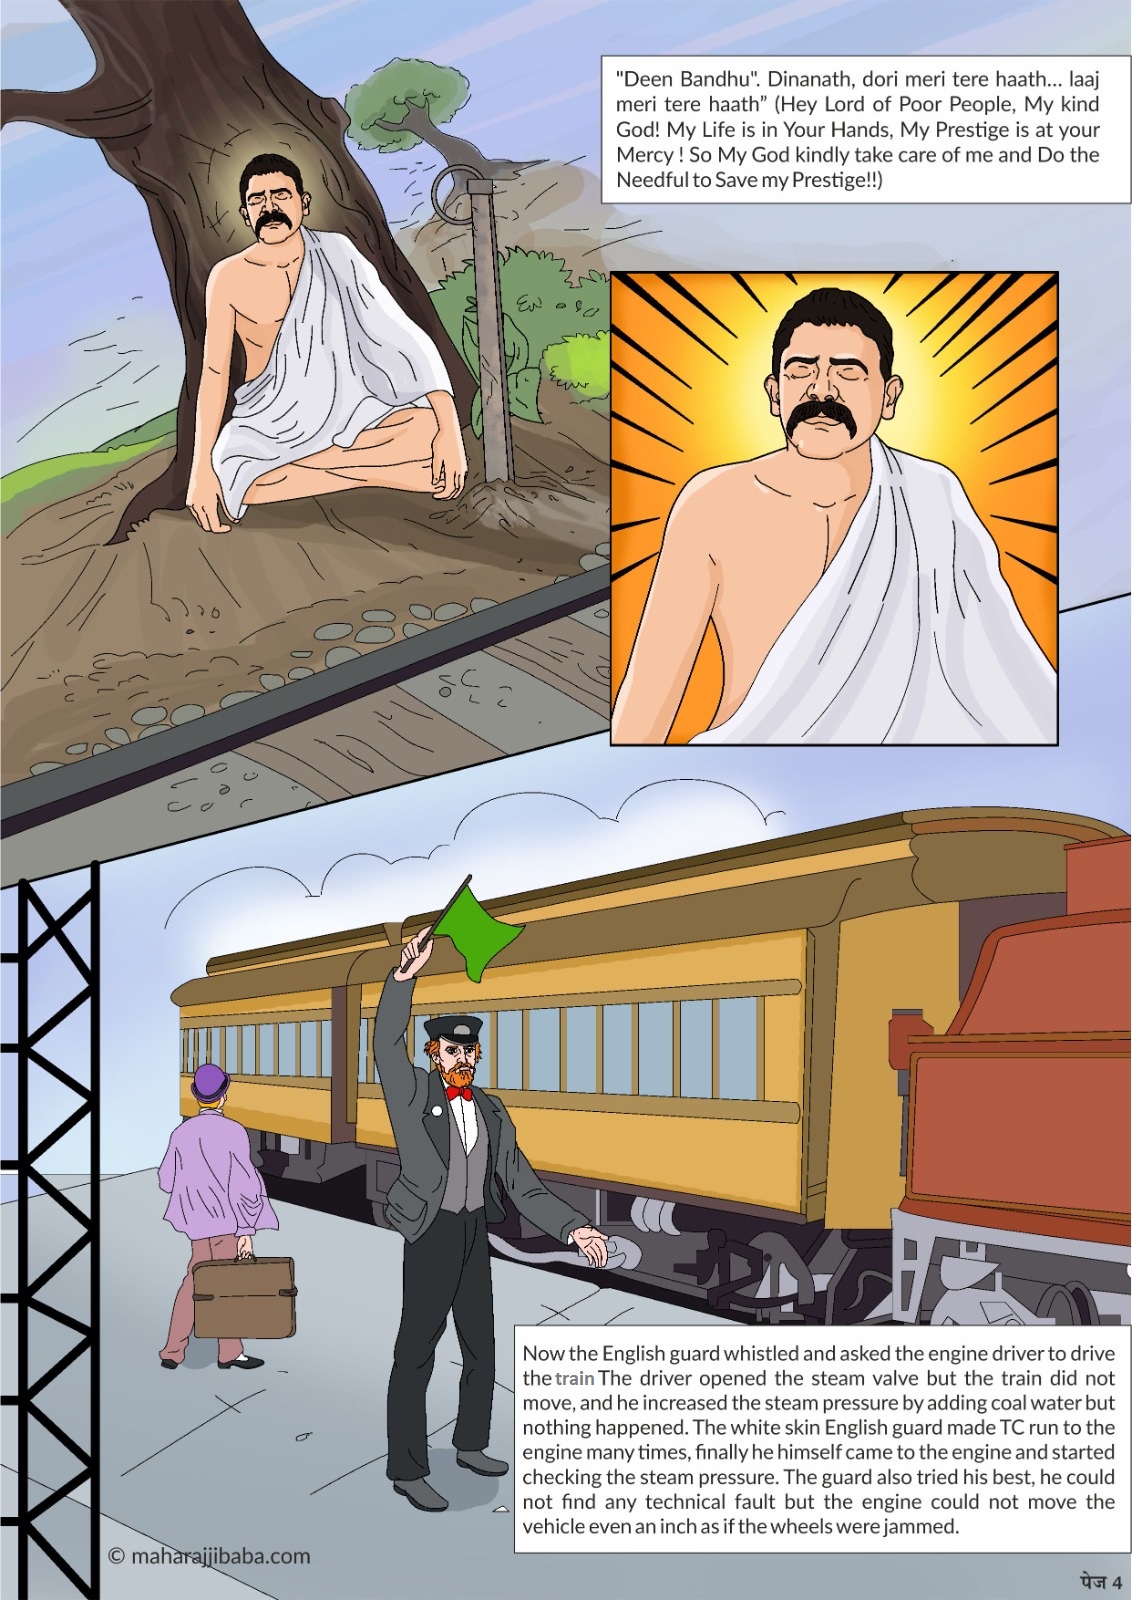 "Deen Bandhu". Dinanath, dori meri tere haath... laaj
meri tere haath” (Hey Lord of Poor People, My kind
God! My Life is in Your Hands, My Prestige is at your
Mercy ! So My God kindly take care of me and Do the
Needful to Save my Prestige!!)
Now the English guard whistled and asked the engine driver to drive
the train The driver opened the steam valve but the train did not
move, and he increased the steam pressure by adding coal water but
nothing happened. The white skin English guard made TC run to the
engine many times, finally he himself came to the engine and started
checking the steam pressure. The guard also tried his best, he could
not find any technical fault but the engine could not move the
vehicle even an inch as if the wheels were jammed.
© maharajjibaba.com
पेज 4